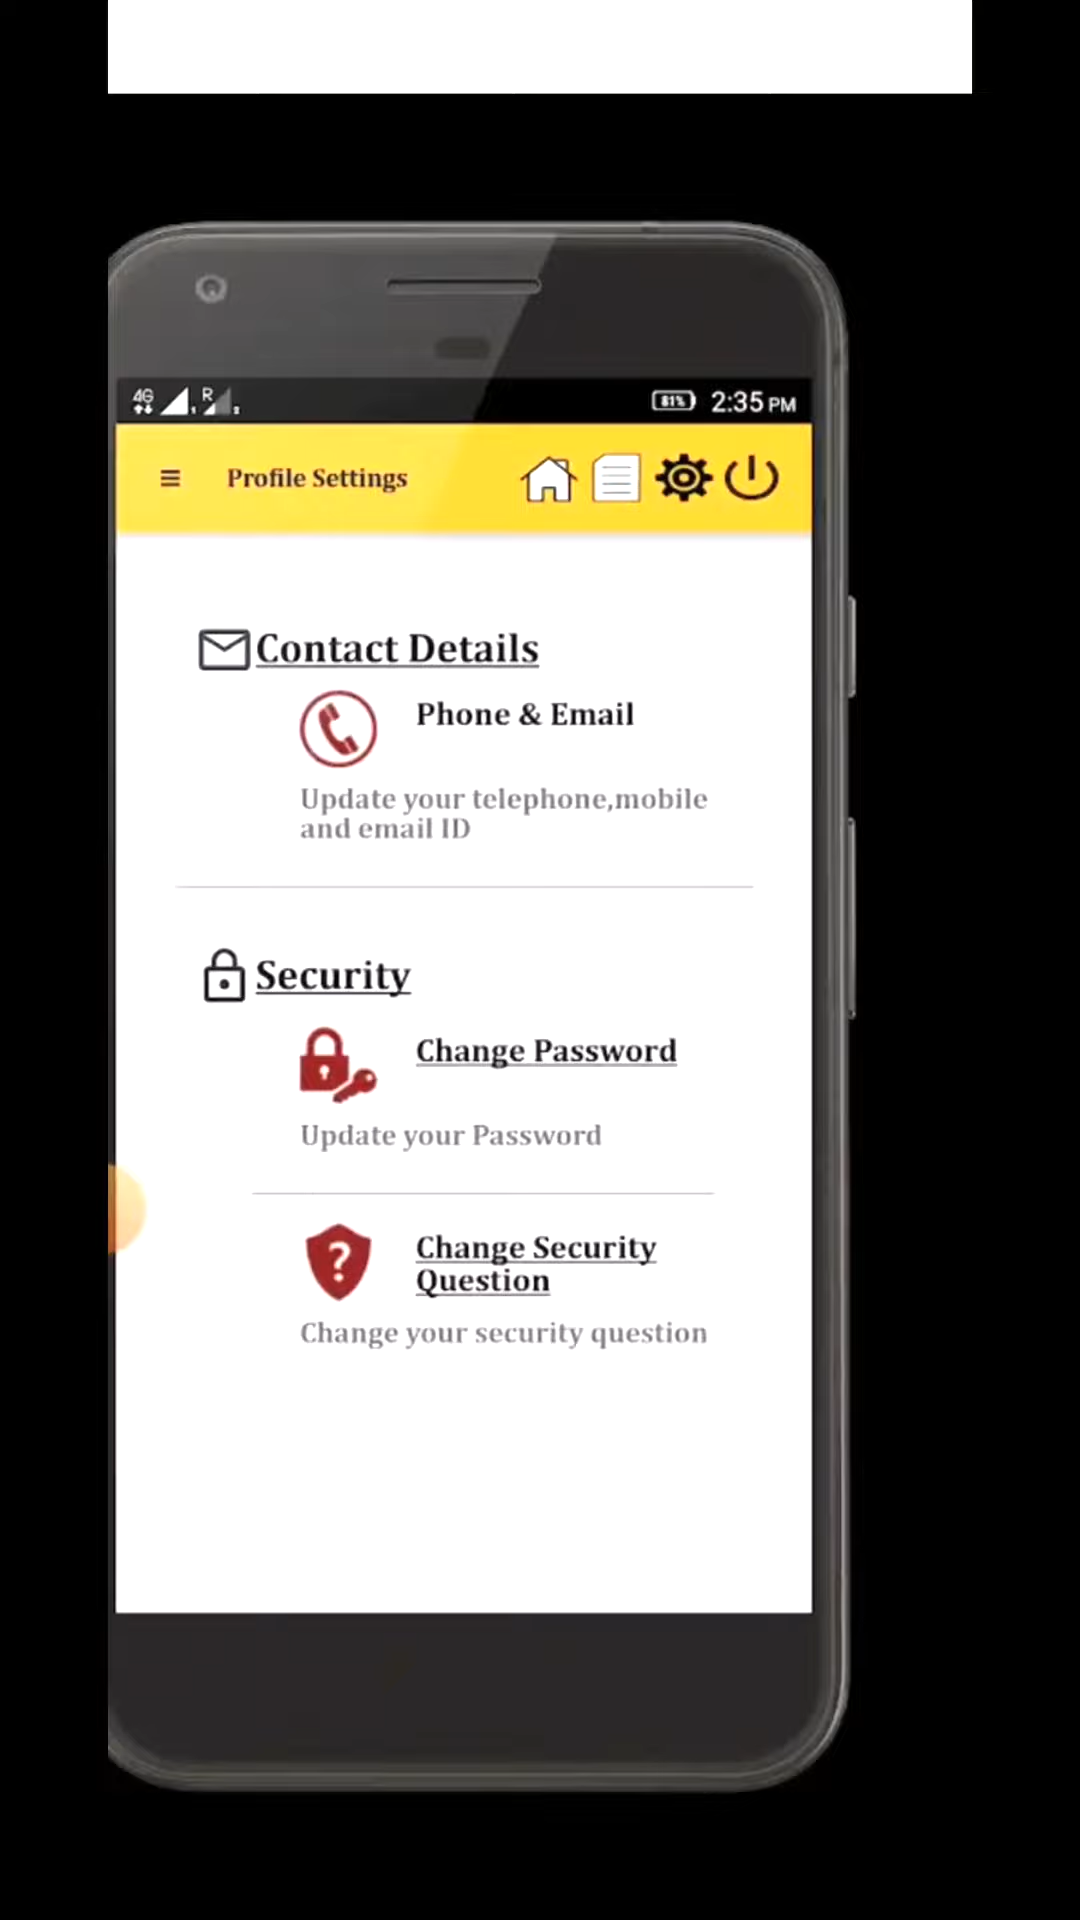 4G R 81% 2:35 PM
Profile Settings
Contact Details
Phone & Email
Update your telephone,mobile
and email ID
Security
Change Password
Update your Password
Change Security
Question
Change your security question